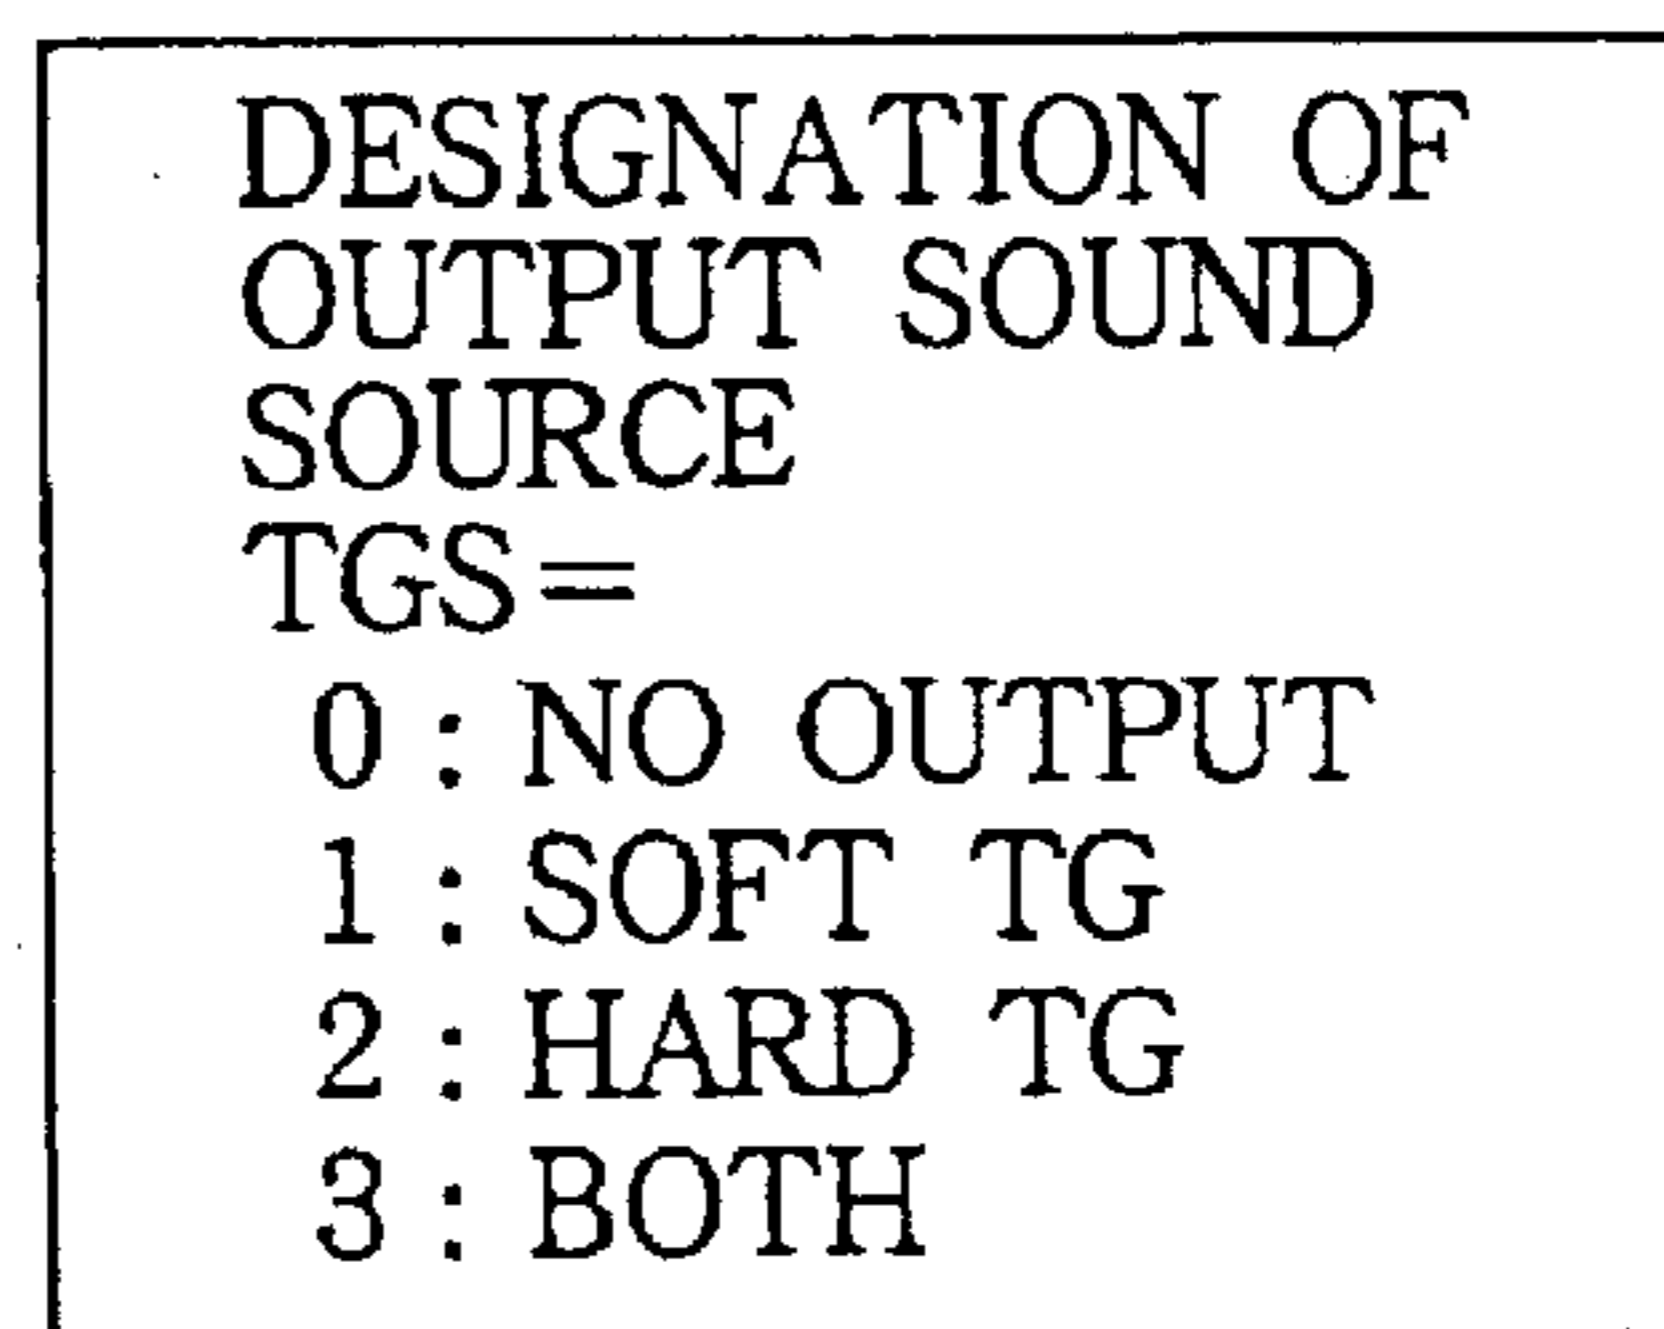 DESIGNATION OF
OUTPUT SOUND
SOURCE
TGS=
0 : NO OUTPUT
1 : SOFT TG
2 : HARD TG
3 : BOTH